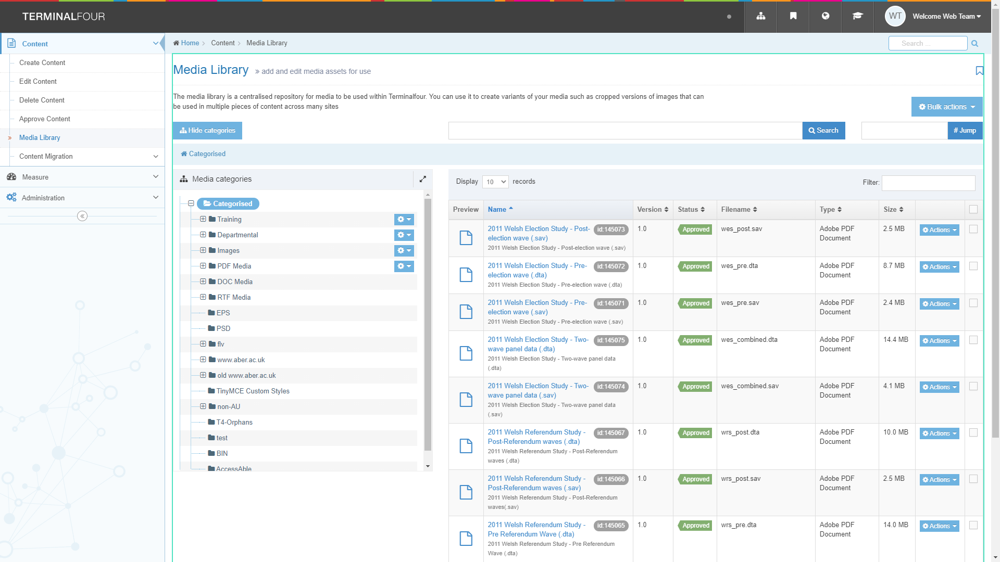 TERMINALFOUR
WT
Welcome Web Team
Content
Home
Content
Media Library
Search ...
Create Content
Edit Content
Delete Content
Approve Content
Media Library
Content Migration
Measure
Administration
Media Library
» add and edit media assets for use
The media library is a centralised repository for media to be used within Terminalfour. You can use it to create variants of your media such as cropped versions of images that can
be used in multiple pieces of content across many sites
Bulk actions
Hide categories
Search
# Jump
Categorised
Media categories
Categorised
Training
Departmental
Images
PDF Media
DOC Media
RTF Media
EPS
PSD
flv
www.aber.ac.uk
old www.aber.ac.uk
TinyMCE Custom Styles
non-AU
T4-Orphans
test
BIN
AccessAble
Display 10 records
Filter:
Preview Name Version Status Filename Type Size
2011 Welsh Election Study - Post- id:145073 1.0 Approved wes_post.sav Adobe PDF 2.5 MB Actions
election wave (.sav) Document
2011 Welsh Election Study - Post-election wave (.sav)
2011 Welsh Election Study - Pre- id:145072 1.0 Approved wes_pre.dta Adobe PDF 8.7 MB Actions
election wave (.dta) Document
2011 Welsh Election Study - Pre-election wave (.dta)
2011 Welsh Election Study - Pre- id:145071 1.0 Approved wes_pre.sav Adobe PDF 2.4 MB Actions
election wave (.sav) Document
2011 Welsh Election Study - Pre-election wave (.sav)
2011 Welsh Election Study - Two- id:145075 1.0 Approved wes_combined.dta Adobe PDF 14.4 MB Actions
wave panel data (.dta) Document
2011 Welsh Election Study - Two-wave panel data
(.dta)
2011 Welsh Election Study - Two- id:145074 1.0 Approved wes_combined.sav Adobe PDF 4.1 MB Actions
wave panel data (.sav) Document
2011 Welsh Election Study - Two-wave panel data
(.sav)
2011 Welsh Referendum Study - id:145067 1.0 Approved wrs_post.dta Adobe PDF 10.0 MB Actions
Post-Referendum waves (.dta) Document
2011 Welsh Referendum Study - Post-Referendum
waves (.dta)
2011 Welsh Referendum Study - id:145066 1.0 Approved wrs_post.sav Adobe PDF 2.5 MB Actions
Post-Referendum waves (.sav) Document
2011 Welsh Referendum Study - Post-Referendum
waves(.sav)
2011 Welsh Referendum Study - id:145065 1.0 Approved wrs_pre.dta Adobe PDF 14.0 MB Actions
Pre Referendum Wave (.dta) Document
2011 Welsh Referendum Study - Pre Referendum
Wave (.dta)